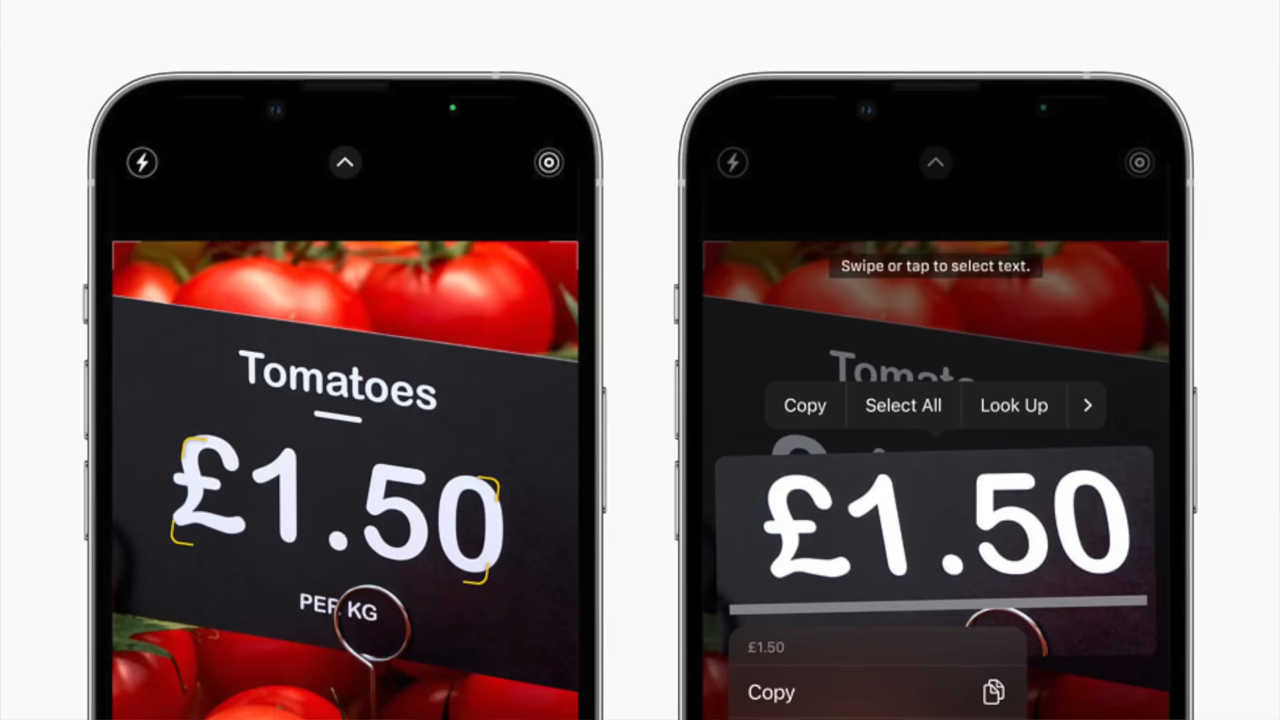 Tomatoes
£1.50
PER KG
Swipe or tap to select text.
Tomato
Copy
Select All
Look Up
£1.50
£1.50
Copy